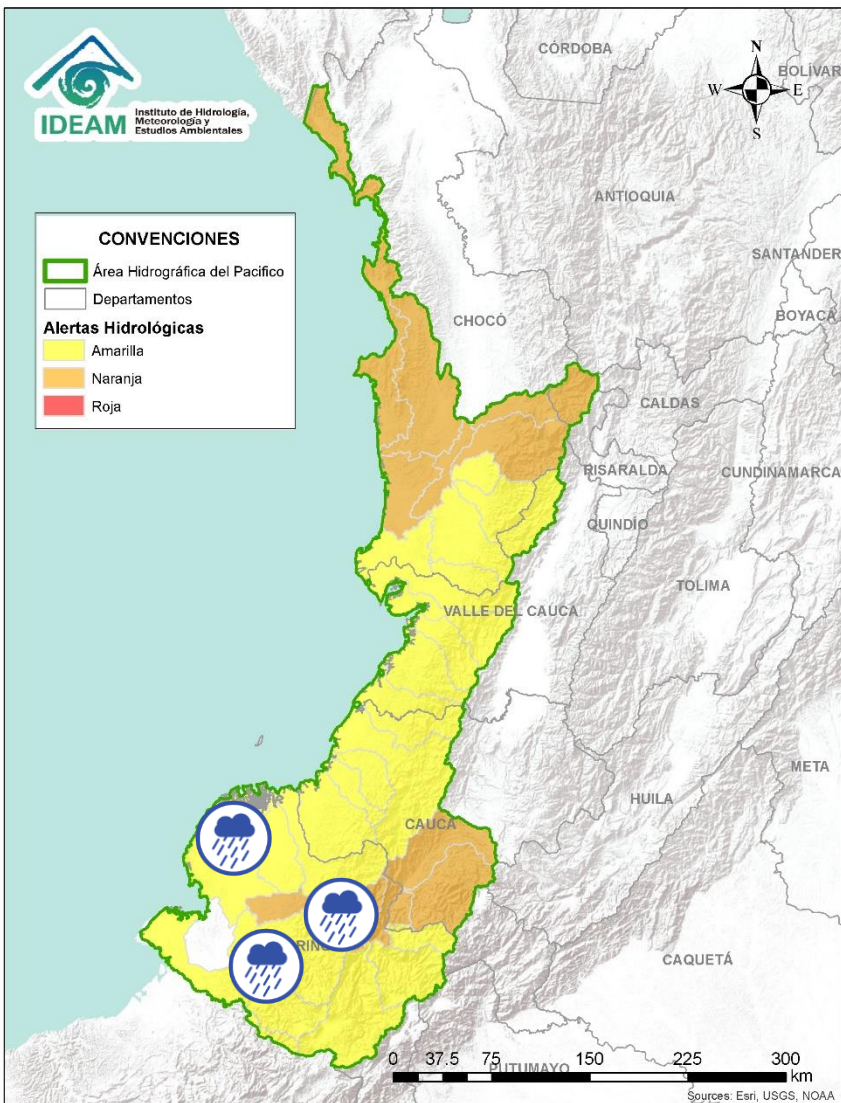 IDEAM
Instituto de Hidrología,
Meteorología y
Estudios Ambientales
N
W
E
S
CÓRDOBA
BOLÍVAR
ANTIOQUIA
SANTANDER
BOYACÁ
CONVENCIONES
Área Hidrográfica del Pacifico
Departamentos
Alertas Hidrológicas
Amarilla
Naranja
Roja
CHOCÓ
CALDAS
RISARALDA
CUNDINAMARCA
QUINDÍO
TOLIMA
VALLE DEL CAUCA
META
HUILA
CAUCA
CAQUETÁ
PUTUMAYO
0 37.5 75 150 225 300
km
Sources: Esri, USGS, NOAA